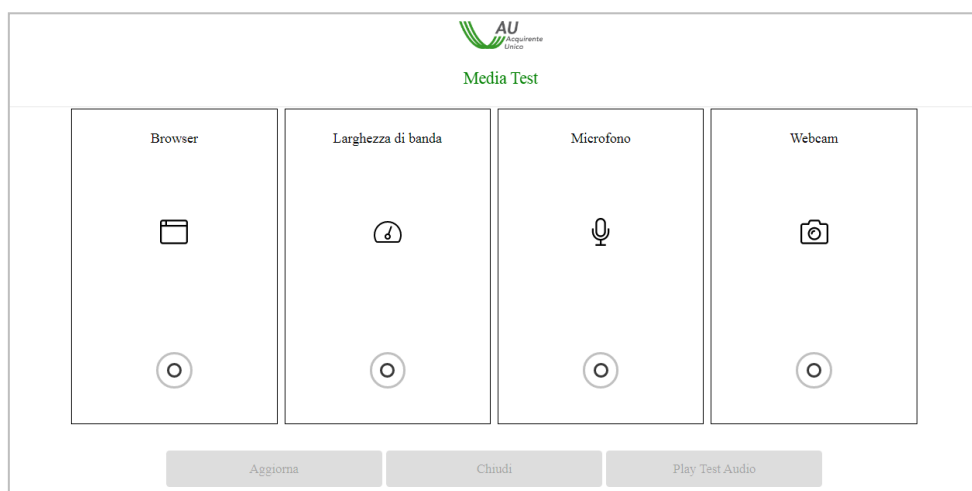 AU
Acquirente
Unico
Media Test
Browser
Larghezza di banda
Microfono
Webcam
Aggiorna
Chiudi
Play Test Audio